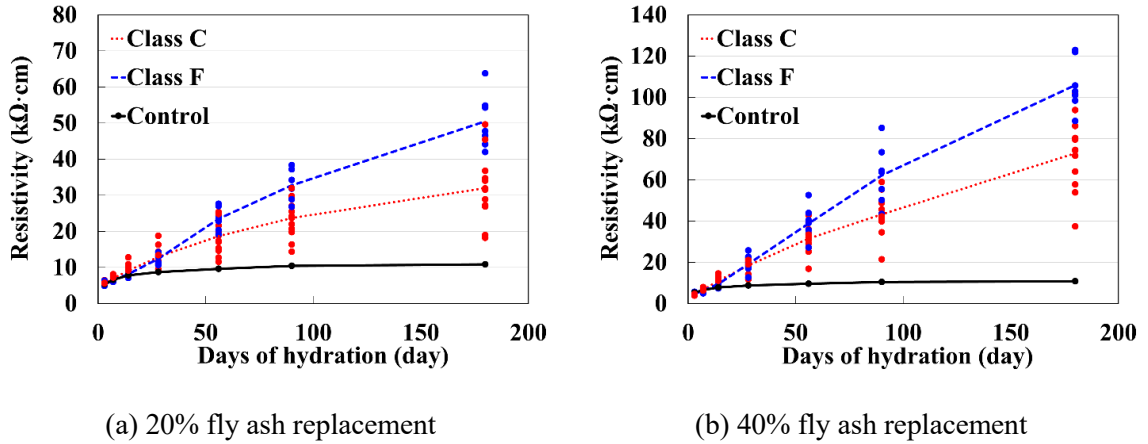 80
70
60
50
40
30
20
10
0
Resistivity (kΩ·cm)
Class C
Class F
Control
0 50 100 150 200
Days of hydration (day)
(a) 20% fly ash replacement
140
120
100
80
60
40
20
0
Resistivity (kΩ·cm)
Class C
Class F
Control
0 50 100 150 200
Days of hydration (day)
(b) 40% fly ash replacement